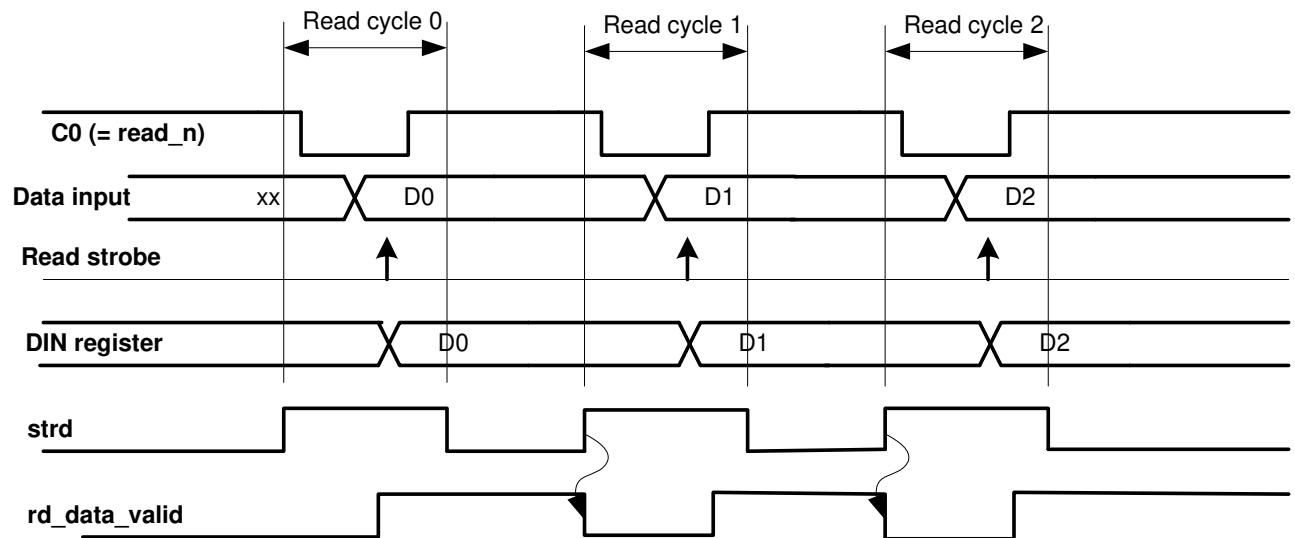 Read cycle 0 Read cycle 1 Read cycle 2
C0 (= read_n)
Data input xx D0 D1 D2
Read strobe
DIN register D0 D1 D2
strd
rd_data_valid